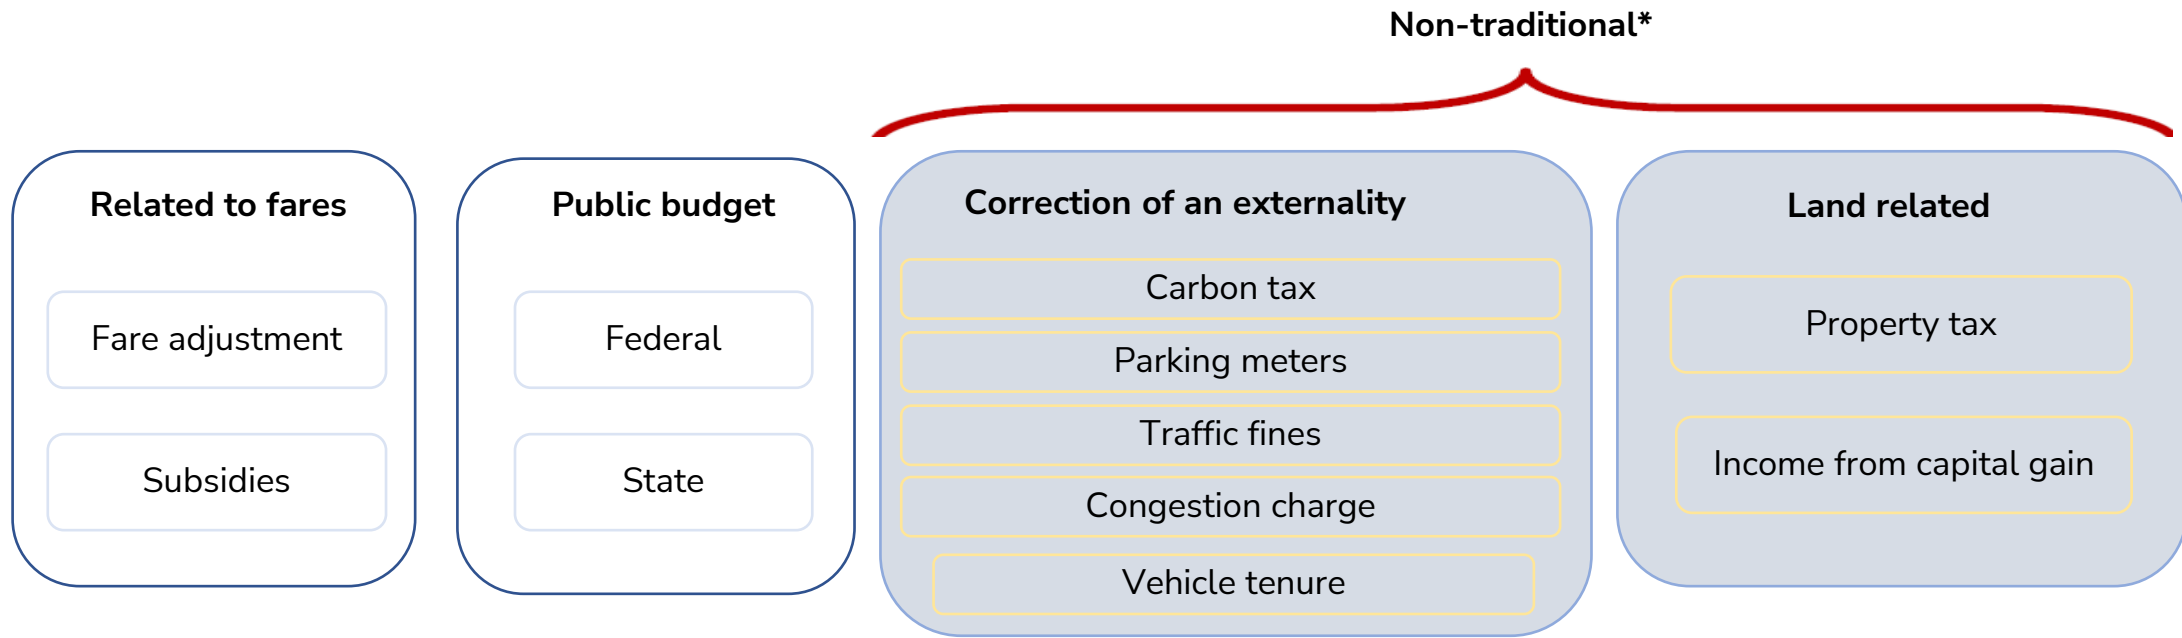 Non-traditional*
Related to fares
Fare adjustment
Subsidies
Public budget
Federal
State
Correction of an externality
Carbon tax
Parking meters
Traffic fines
Congestion charge
Vehicle tenure
Land related
Property tax
Income from capital gain